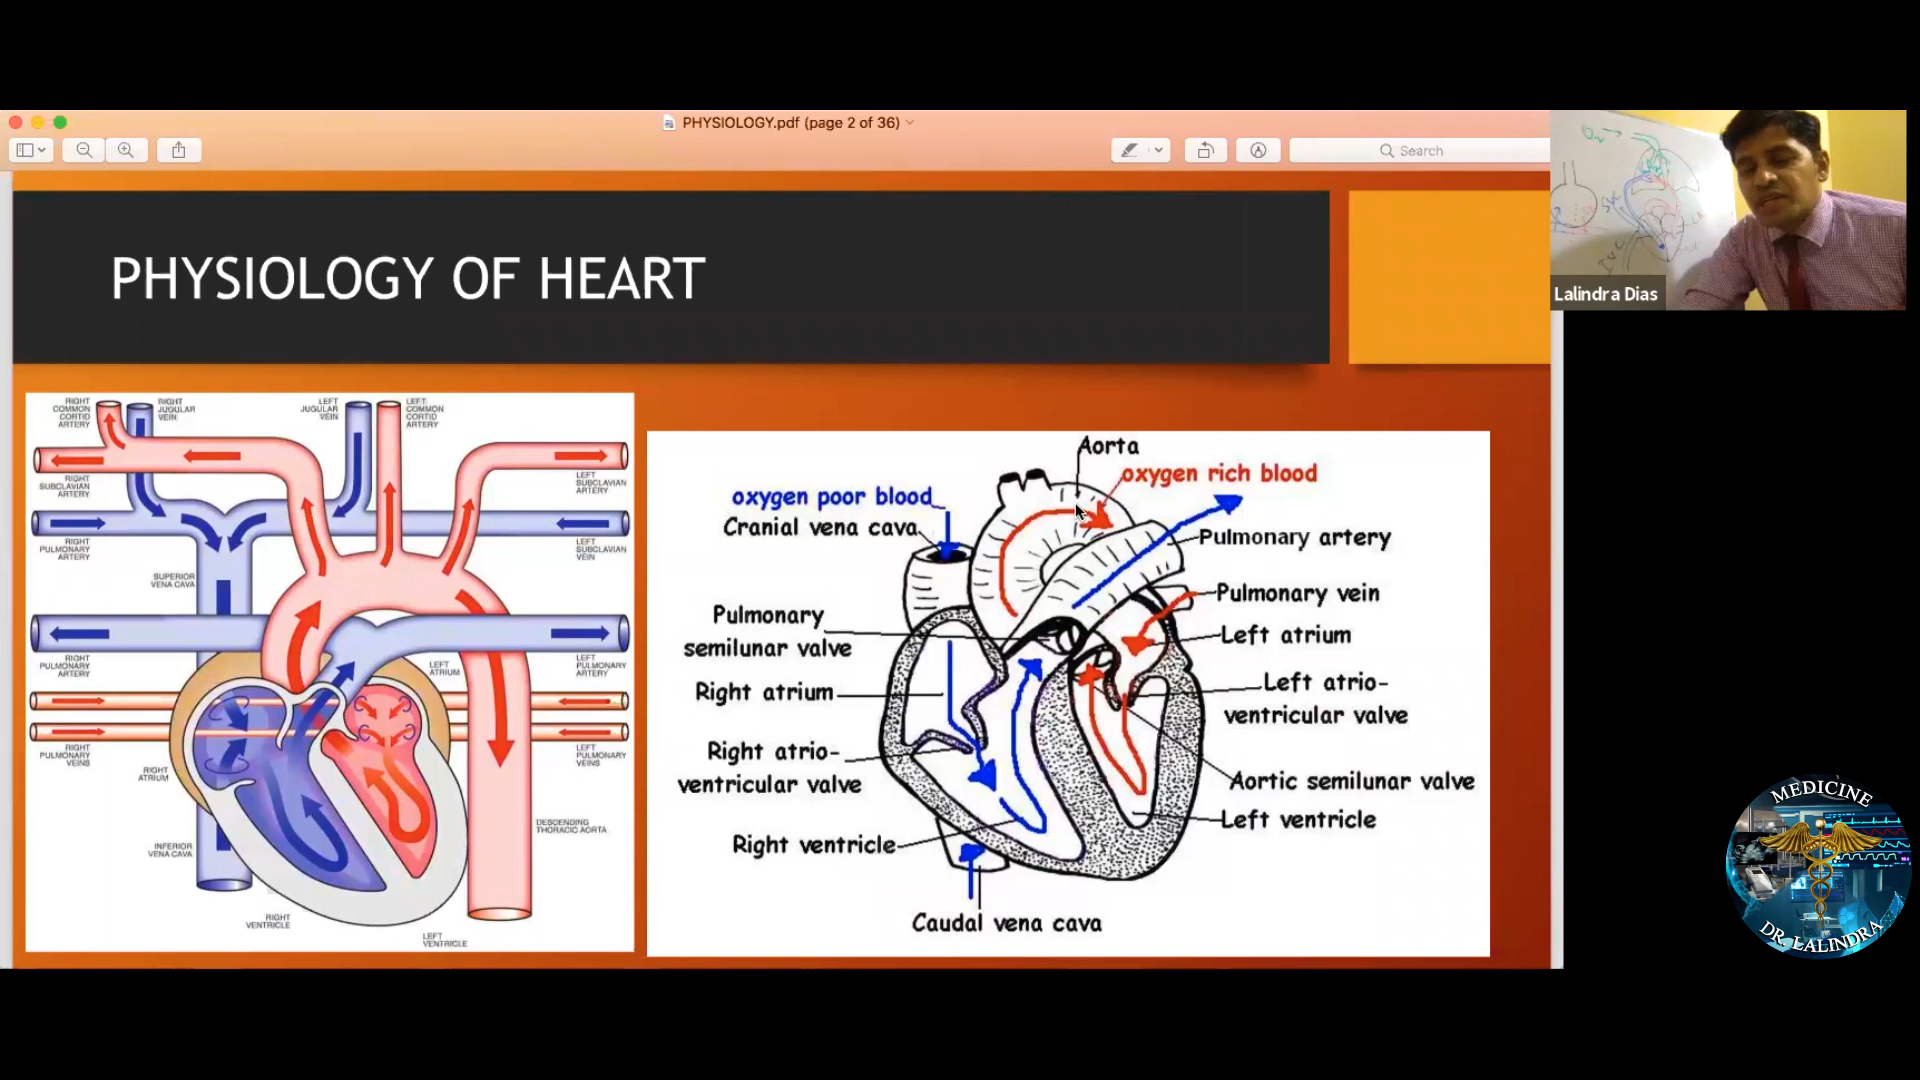 PHYSIOLOGY.pdf (page 2 of 36)
Search
PHYSIOLOGY OF HEART
Lalindra Dias
RIGHT
COMMON
CORTID
ARTERY
RIGHT
JUGULAR
VEIN
LEFT
JUGULAR
VEIN
LEFT
COMMON
CORTID
ARTERY
RIGHT
SUBCLAVIAN
ARTERY
LEFT
SUBCLAVIAN
ARTERY
RIGHT
PULMONARY
ARTERY
LEFT
SUBCLAVIAN
VEIN
SUPERIOR
VENA CAVA
RIGHT
PULMONARY
ARTERY
LEFT
ATRIUM
LEFT
PULMONARY
ARTERY
RIGHT
PULMONARY
VEINS
LEFT
PULMONARY
VEINS
RIGHT
ATRIUM
DESCENDING
THORACIC AORTA
INFERIOR
VENA CAVA
RIGHT
VENTRICLE
LEFT
VENTRICLE
Aorta
oxygen rich blood
oxygen poor blood
Cranial vena cava
Pulmonary artery
Pulmonary vein
Pulmonary
semilunar valve
Left atrium
Right atrium
Left atrio-
ventricular valve
Right atrio-
ventricular valve
Aortic semilunar valve
Left ventricle
Right ventricle
Caudal vena cava
MEDICINE
DR. LALINDRA